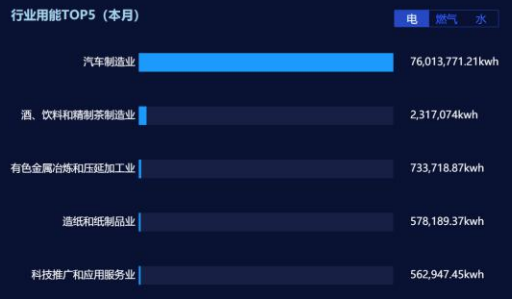 行业用能TOP5（本月）
电 燃气 水
汽车制造业 76,013,771.21kwh
酒、饮料和精制茶制造业 2,317,074kwh
有色金属冶炼和压延加工业 733,718.87kwh
造纸和纸制品业 578,189.37kwh
科技推广和应用服务业 562,947.45kwh